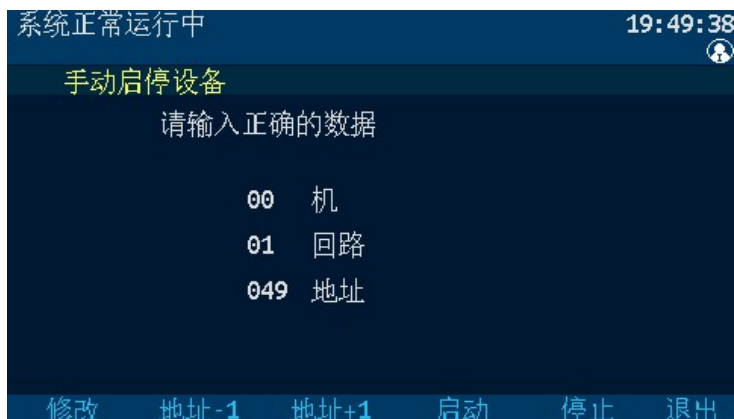 系统正常运行中 19:49:38
手动启停设备
请输入正确的数据
00 机
01 回路
049 地址
修改 地址-1 地址+1 启动 停止 退出